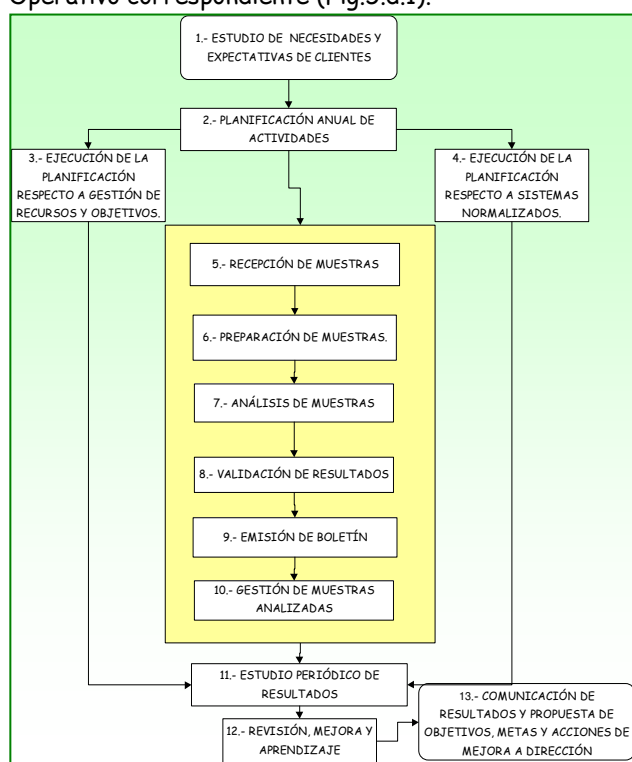 Operativo correspondiente (Fig.5.d.1).
1.- ESTUDIO DE NECESIDADES Y
EXPECTATIVAS DE CLIENTES
2.- PLANIFICACIÓN ANUAL DE
ACTIVIDADES
3.- EJECUCIÓN DE LA
PLANIFICACIÓN
RESPECTO A GESTIÓN DE
RECURSOS Y OBJETIVOS.
4.- EJECUCIÓN DE LA
PLANIFICACIÓN
RESPECTO A SISTEMAS
NORMALIZADOS.
5.- RECEPCIÓN DE MUESTRAS
6.- PREPARACIÓN DE MUESTRAS.
7.- ANÁLISIS DE MUESTRAS
8.- VALIDACIÓN DE RESULTADOS
9.- EMISIÓN DE BOLETÍN
10.- GESTIÓN DE MUESTRAS
ANALIZADAS
11.- ESTUDIO PERIÓDICO DE
RESULTADOS
12.- REVISIÓN, MEJORA Y
APRENDIZAJE
13.- COMUNICACIÓN DE
RESULTADOS Y PROPUESTA DE
OBJETIVOS, METAS Y ACCIONES DE
MEJORA A DIRECCIÓN